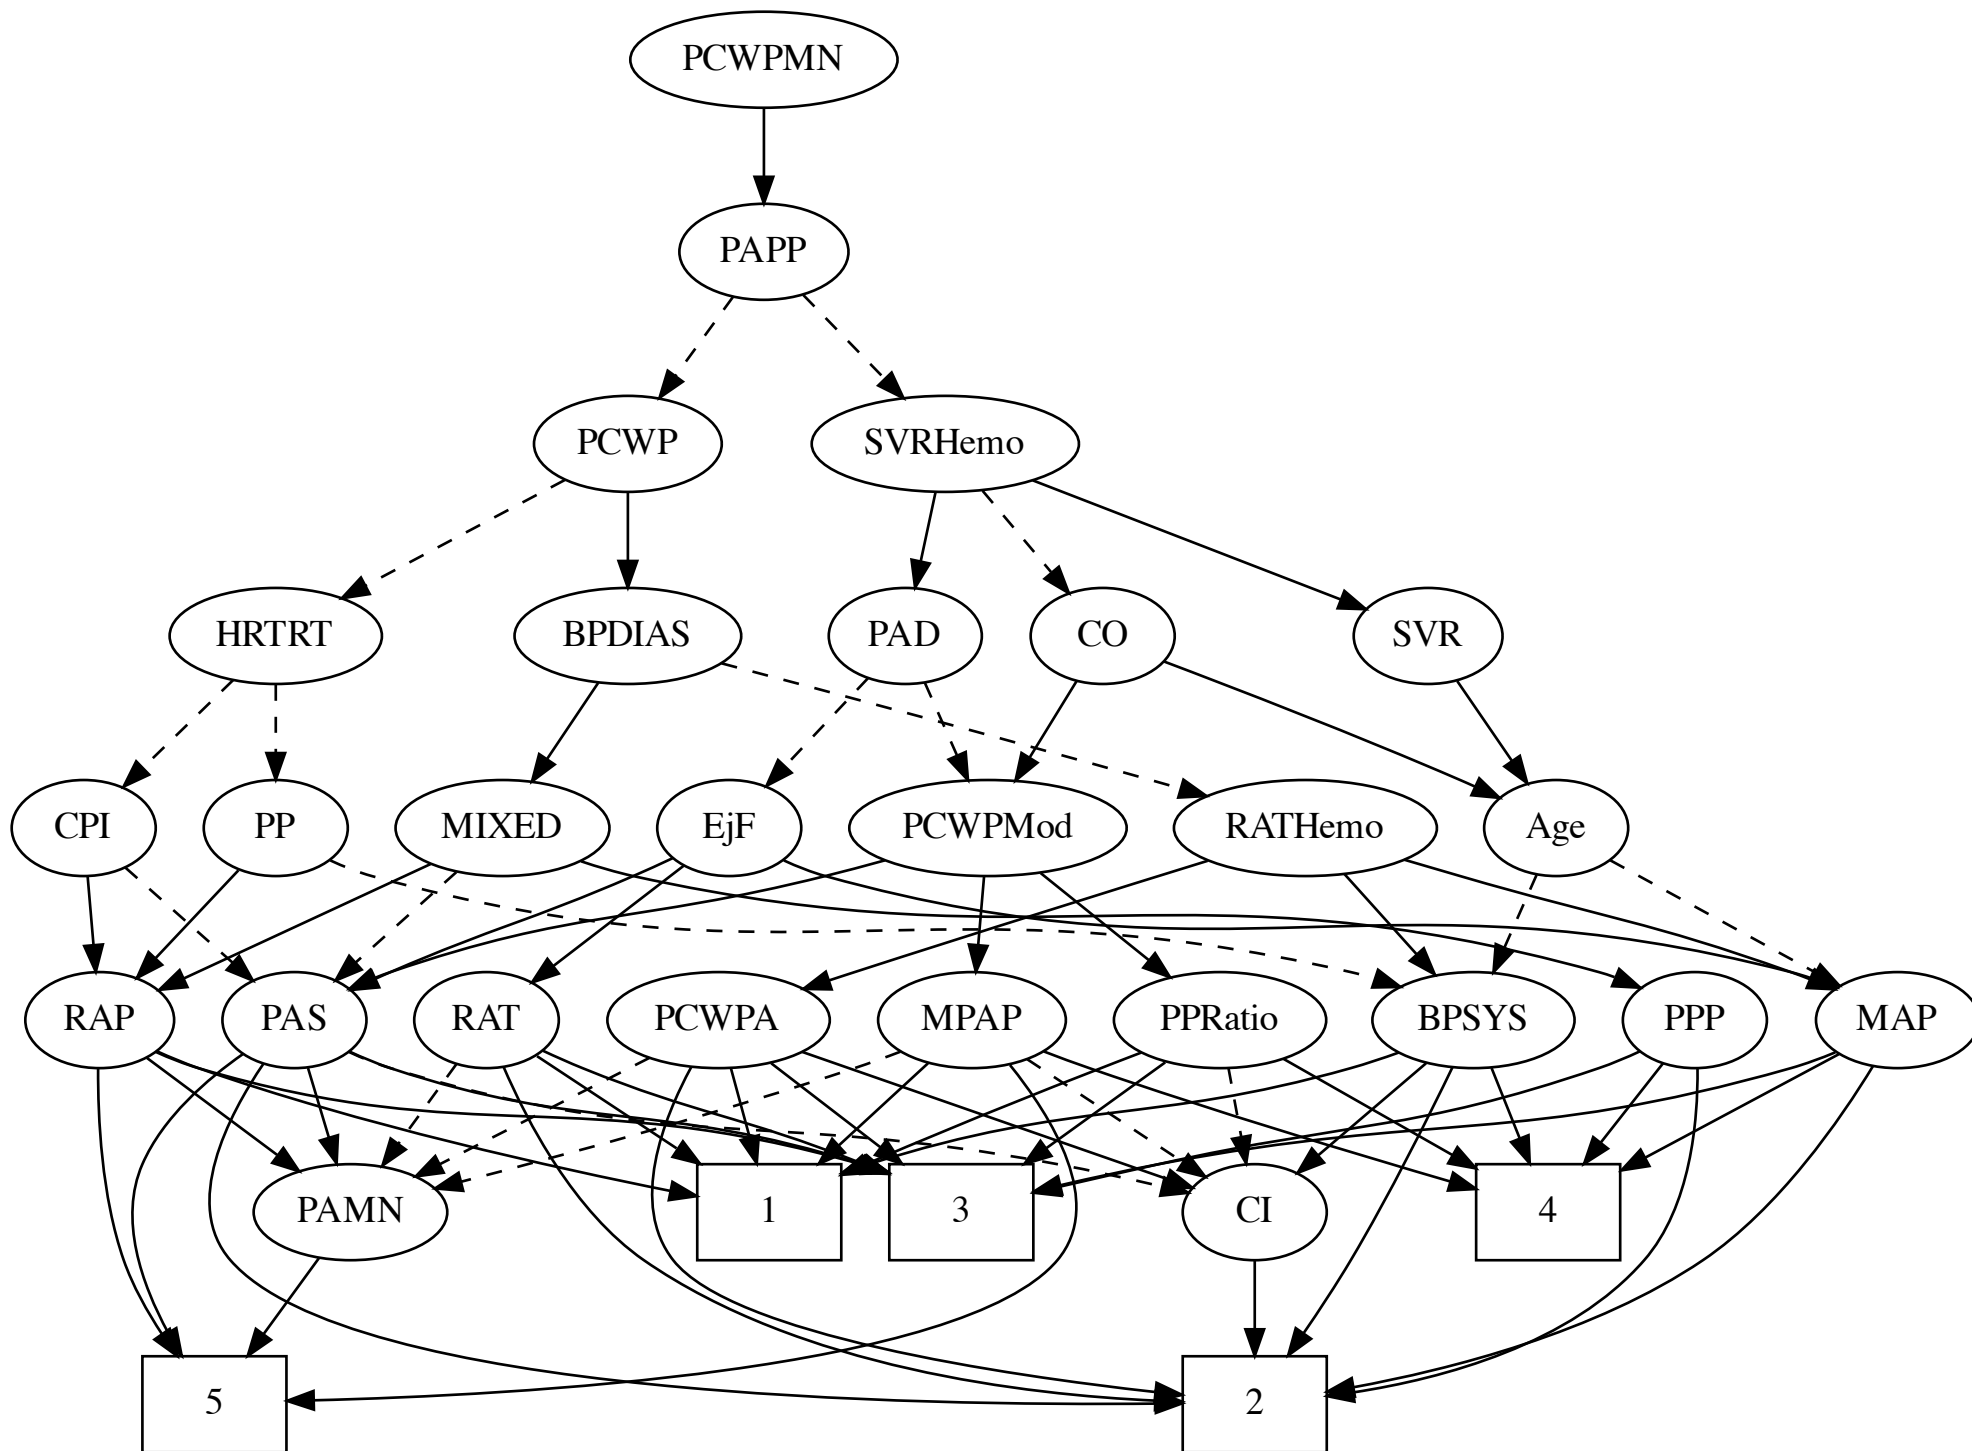 PCWPMN
PAPP
PCWP
SVRHemo
HRTRT
BPDIAS
PAD
CO
SVR
CPI
PP
MIXED
EjF
PCWPMod
RATHemo
Age
RAP
PAS
RAT
PCWPA
MPAP
PPRatio
BPSYS
PPP
MAP
PAMN
1
3
CI
4
5
2